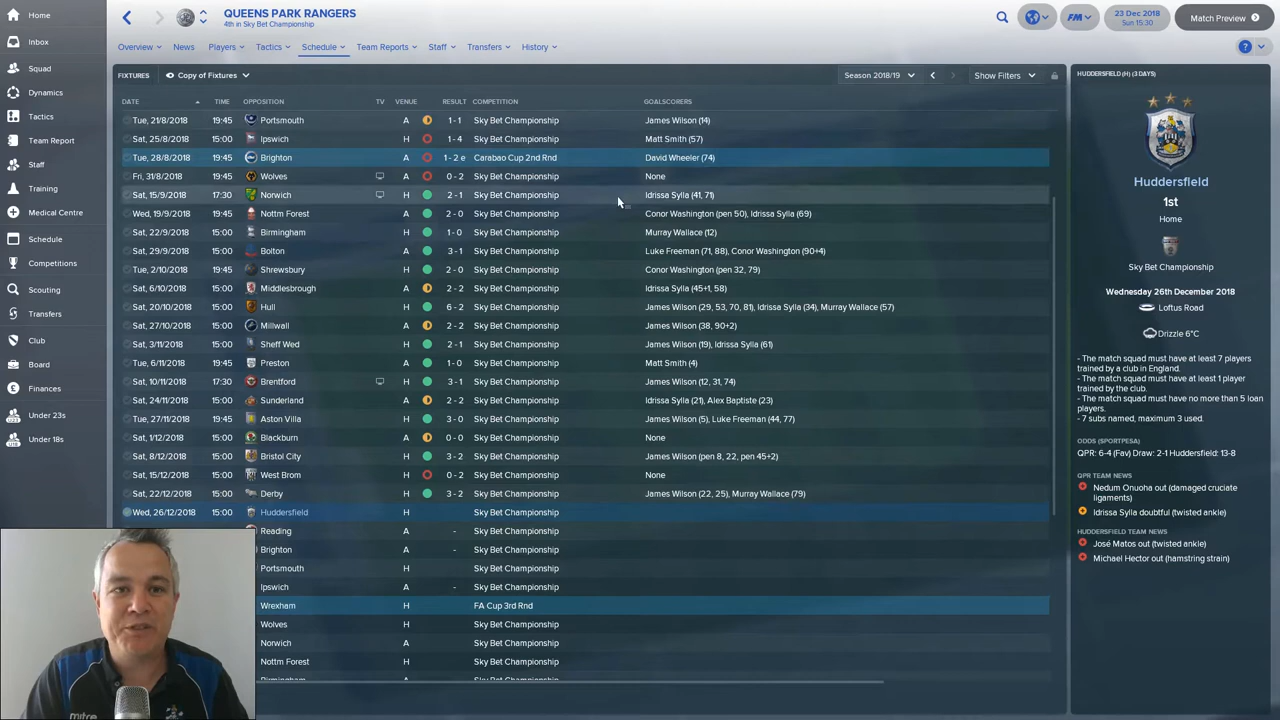 Home
Inbox
Squad
Dynamics
Tactics
Team Report
Staff
Training
Medical Centre
Schedule
Competitions
Scouting
Transfers
Club
Board
Finances
Under 23s
Under 18s
QUEENS PARK RANGERS
4th in Sky Bet Championship
FM
23 Dec 2018
Sun 15:30
Match Preview
Overview News Players Tactics Schedule Team Reports Staff Transfers History
?
FIXTURES Copy of Fixtures Season 2018/19 Show Filters
DATE TIME OPPOSITION TV VENUE RESULT COMPETITION GOALSCORERS
Tue, 21/8/2018 19:45 Portsmouth A 1-1 Sky Bet Championship James Wilson (14)
Sat, 25/8/2018 15:00 Ipswich H 1-4 Sky Bet Championship Matt Smith (57)
Tue, 28/8/2018 19:45 Brighton A 1-2 e Carabao Cup 2nd Rnd David Wheeler (74)
Fri, 31/8/2018 19:45 Wolves A 0-2 Sky Bet Championship None
Sat, 15/9/2018 17:30 Norwich H 2-1 Sky Bet Championship Idrissa Sylla (41, 71)
Wed, 19/9/2018 19:45 Nottm Forest A 2-0 Sky Bet Championship Conor Washington (pen 50), Idrissa Sylla (69)
Sat, 22/9/2018 15:00 Birmingham H 1-0 Sky Bet Championship Murray Wallace (12)
Sat, 29/9/2018 15:00 Bolton A 3-1 Sky Bet Championship Luke Freeman (71, 88), Conor Washington (90+4)
Tue, 2/10/2018 19:45 Shrewsbury H 2-0 Sky Bet Championship Conor Washington (pen 32, 79)
Sat, 6/10/2018 15:00 Middlesbrough A 2-2 Sky Bet Championship Idrissa Sylla (45+1, 58)
Sat, 20/10/2018 15:00 Hull H 6-2 Sky Bet Championship James Wilson (29, 53, 70, 81), Idrissa Sylla (34), Murray Wallace (57)
Sat, 27/10/2018 15:00 Millwall A 2-2 Sky Bet Championship James Wilson (38, 90+2)
Sat, 3/11/2018 15:00 Sheff Wed H 2-1 Sky Bet Championship James Wilson (19), Idrissa Sylla (61)
Tue, 6/11/2018 19:45 Preston A 1-0 Sky Bet Championship Matt Smith (4)
Sat, 10/11/2018 17:30 Brentford H 3-1 Sky Bet Championship James Wilson (12, 31, 74)
Sat, 24/11/2018 15:00 Sunderland A 2-2 Sky Bet Championship Idrissa Sylla (21), Alex Baptiste (23)
Tue, 27/11/2018 19:45 Aston Villa H 3-0 Sky Bet Championship James Wilson (5), Luke Freeman (44, 77)
Sat, 1/12/2018 15:00 Blackburn A 0-0 Sky Bet Championship None
Sat, 8/12/2018 15:00 Bristol City H 3-2 Sky Bet Championship James Wilson (pen 8, 22, pen 45+2)
Sat, 15/12/2018 15:00 West Brom H 0-2 Sky Bet Championship None
Sat, 22/12/2018 15:00 Derby H 3-2 Sky Bet Championship James Wilson (22, 25), Murray Wallace (79)
Wed, 26/12/2018 15:00 Huddersfield H Sky Bet Championship
Reading A - Sky Bet Championship
Brighton A - Sky Bet Championship
Portsmouth H Sky Bet Championship
Ipswich A - Sky Bet Championship
Wrexham H FA Cup 3rd Rnd
Wolves H Sky Bet Championship
Norwich A Sky Bet Championship
Nottm Forest H Sky Bet Championship
Birmingham A Sky Bet Championship
HUDDERSFIELD (H) (3 DAYS)
Huddersfield
1st
Home
Sky Bet Championship
Wednesday 26th December 2018
Loftus Road
Drizzle 6°C
- The match squad must have at least 7 players
trained by a club in England.
- The match squad must have at least 1 player
trained by the club.
- The match squad must have no more than 5 loan
players.
- 7 subs named, maximum 3 used.
ODDS (SPORTPESA)
QPR: 6-4 (Fav) Draw: 2-1 Huddersfield: 13-8
QPR TEAM NEWS
Nedum Onuoha out (damaged cruciate
ligaments)
Idrissa Sylla doubtful (twisted ankle)
HUDDERSFIELD TEAM NEWS
José Matos out (twisted ankle)
Michael Hector out (hamstring strain)
mitre